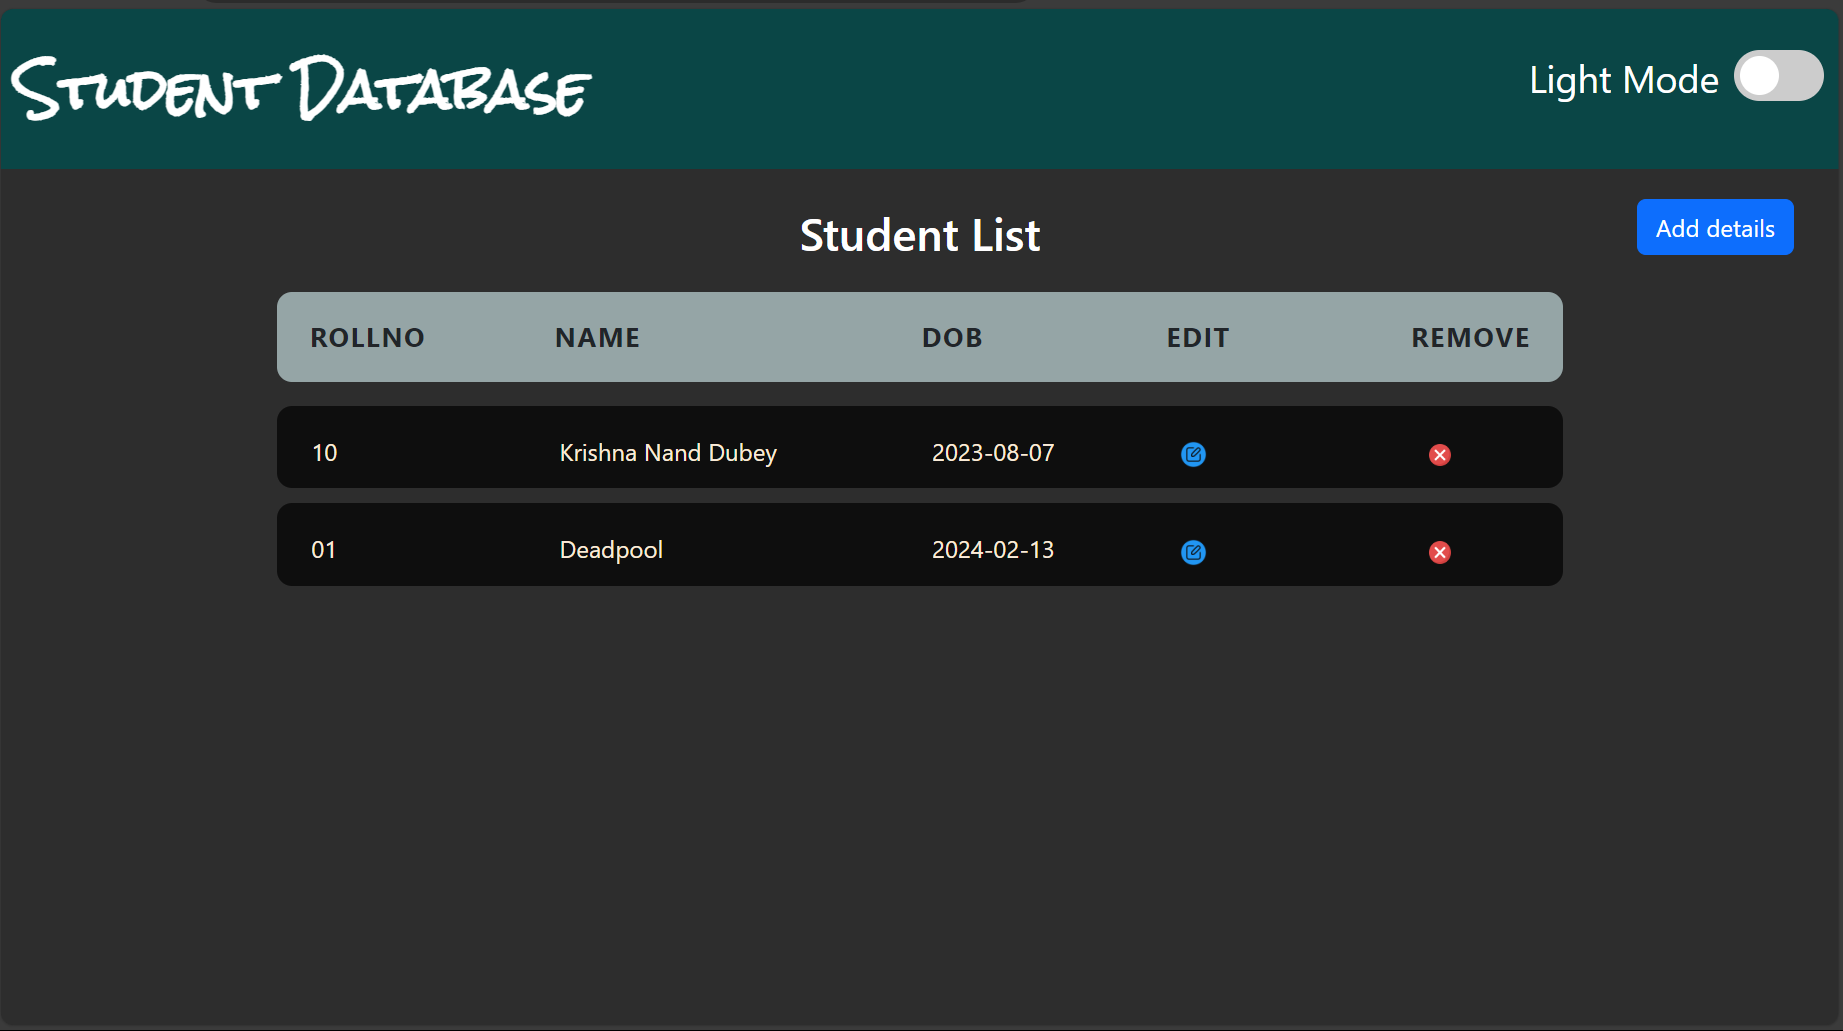 Student Database
Light Mode
Student List
Add details
ROLLNO NAME DOB EDIT REMOVE
10 Krishna Nand Dubey 2023-08-07
01 Deadpool 2024-02-13